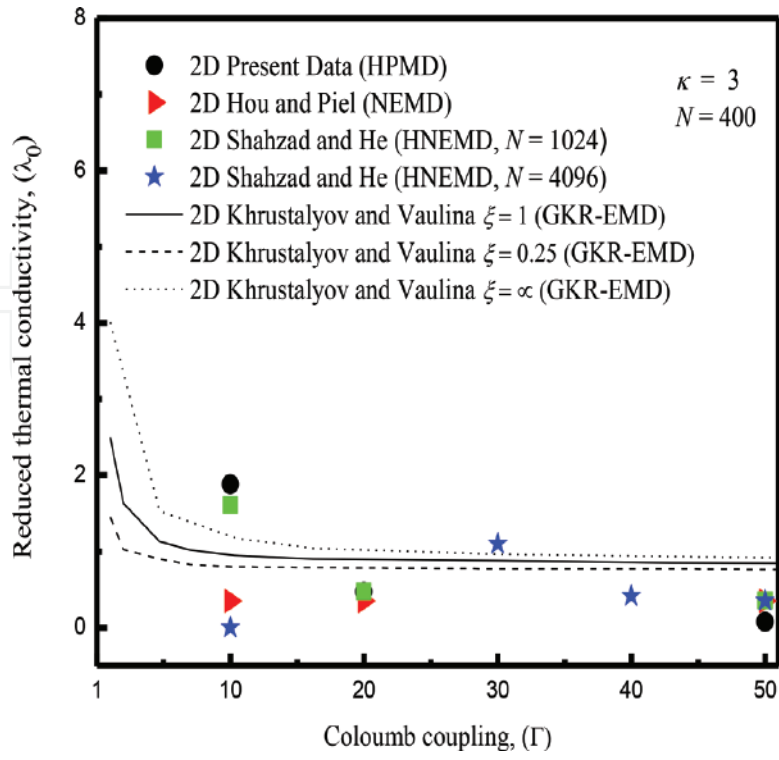 8
6
4
2
0
Reduced thermal conductivity, (λ0)
2D Present Data (HPMD)
2D Hou and Piel (NEMD)
2D Shahzad and He (HNEMD, N = 1024)
2D Shahzad and He (HNEMD, N = 4096)
2D Khrustalyov and Vaulina ξ = 1 (GKR-EMD)
2D Khrustalyov and Vaulina ξ = 0.25 (GKR-EMD)
2D Khrustalyov and Vaulina ξ = ∝ (GKR-EMD)
κ = 3
N = 400
1 10 20 30 40 50
Coloumb coupling, (Γ)